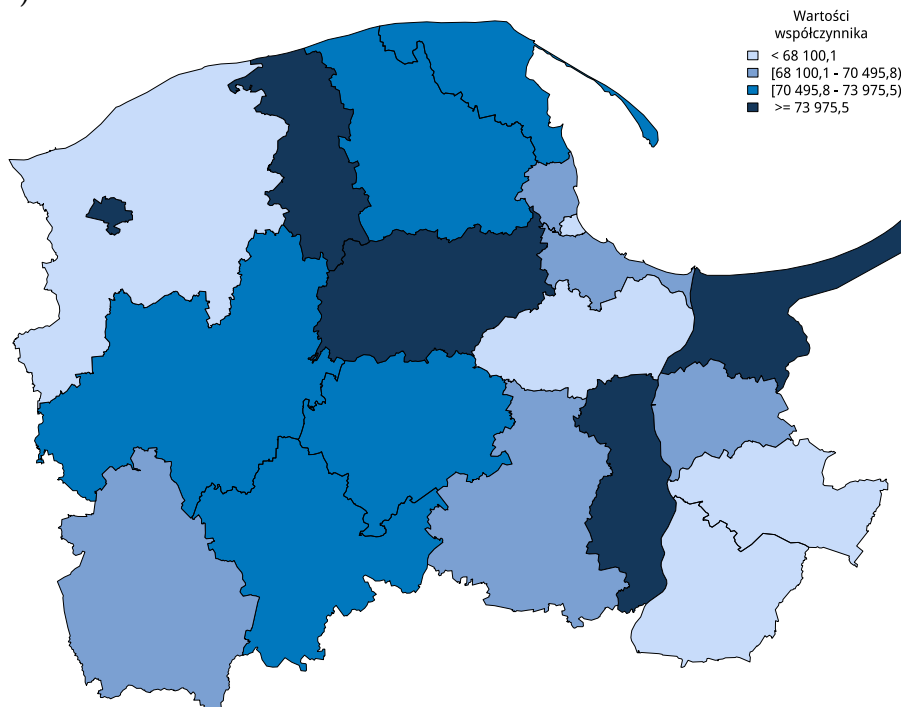 )
Wartości
współczynnika
< 68 100,1
[68 100,1 - 70 495,8)
[70 495,8 - 73 975,5)
>= 73 975,5